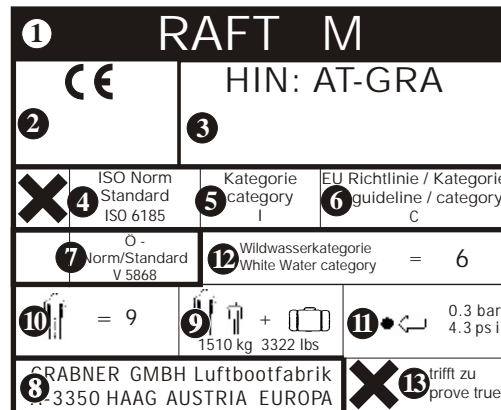 1 RAFT M
CE
2
HIN: AT-GRA
3
4 ISO Norm
Standard
ISO 6185
5 Kategorie
category
I
6 EU Richtlinie / Kategorie
guideline / category
C
7 Ö -
Norm/Standard
V 5868
12 Wildwasserkategorie
White Water category = 6
10 = 9
9 +
1510 kg 3322 lbs
11 0.3 bar
4.3 psi
8 GRABNER GMBH Luftbootfabrik
A-3350 HAAG AUSTRIA EUROPA
13 trifft zu
prove true